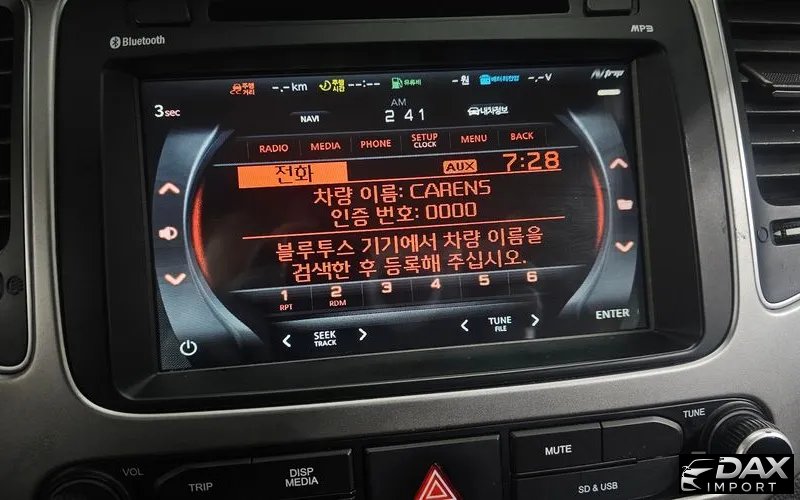 Bluetooth
MP3
주행 거리 -.- km
주행 시간 --:--
유류비 - 원
배터리전압 -.- V
3sec
NAVI
AM
2 41
내차정보
RADIO MEDIA PHONE SETUP CLOCK MENU BACK
전화 AUX 7:28
차량 이름: CARENS
인증 번호: 0000
블루투스 기기에서 차량 이름을
검색한 후 등록해 주십시오.
1 RPT 2 RDM 3 4 5 6
SEEK TRACK
TUNE FILE
ENTER
VOL
TRIP
DISP MEDIA
MUTE
SD & USB
TUNE
DAX
IMPORT